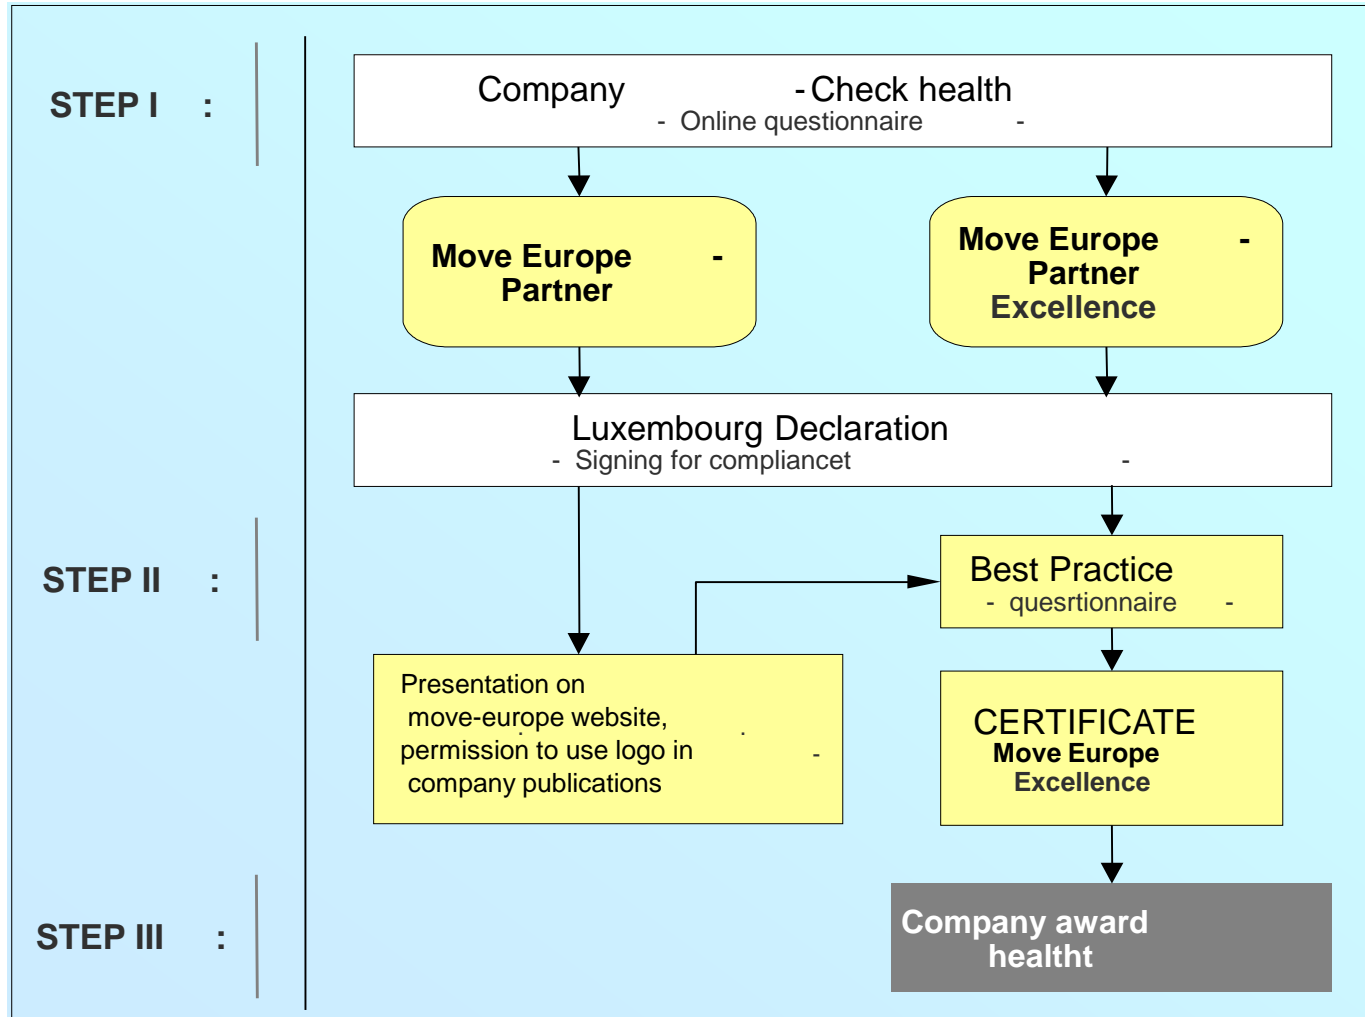 STEP I :
Company - Check health
- Online questionnaire -
Move Europe -
Partner
Move Europe -
Partner
Excellence
Luxembourg Declaration
- Signing for compliancet -
STEP II :
Best Practice
- quesrtionnaire -
Presentation on
move-europe website,
permission to use logo in -
company publications
CERTIFICATE
Move Europe
Excellence
STEP III :
Company award
healtht